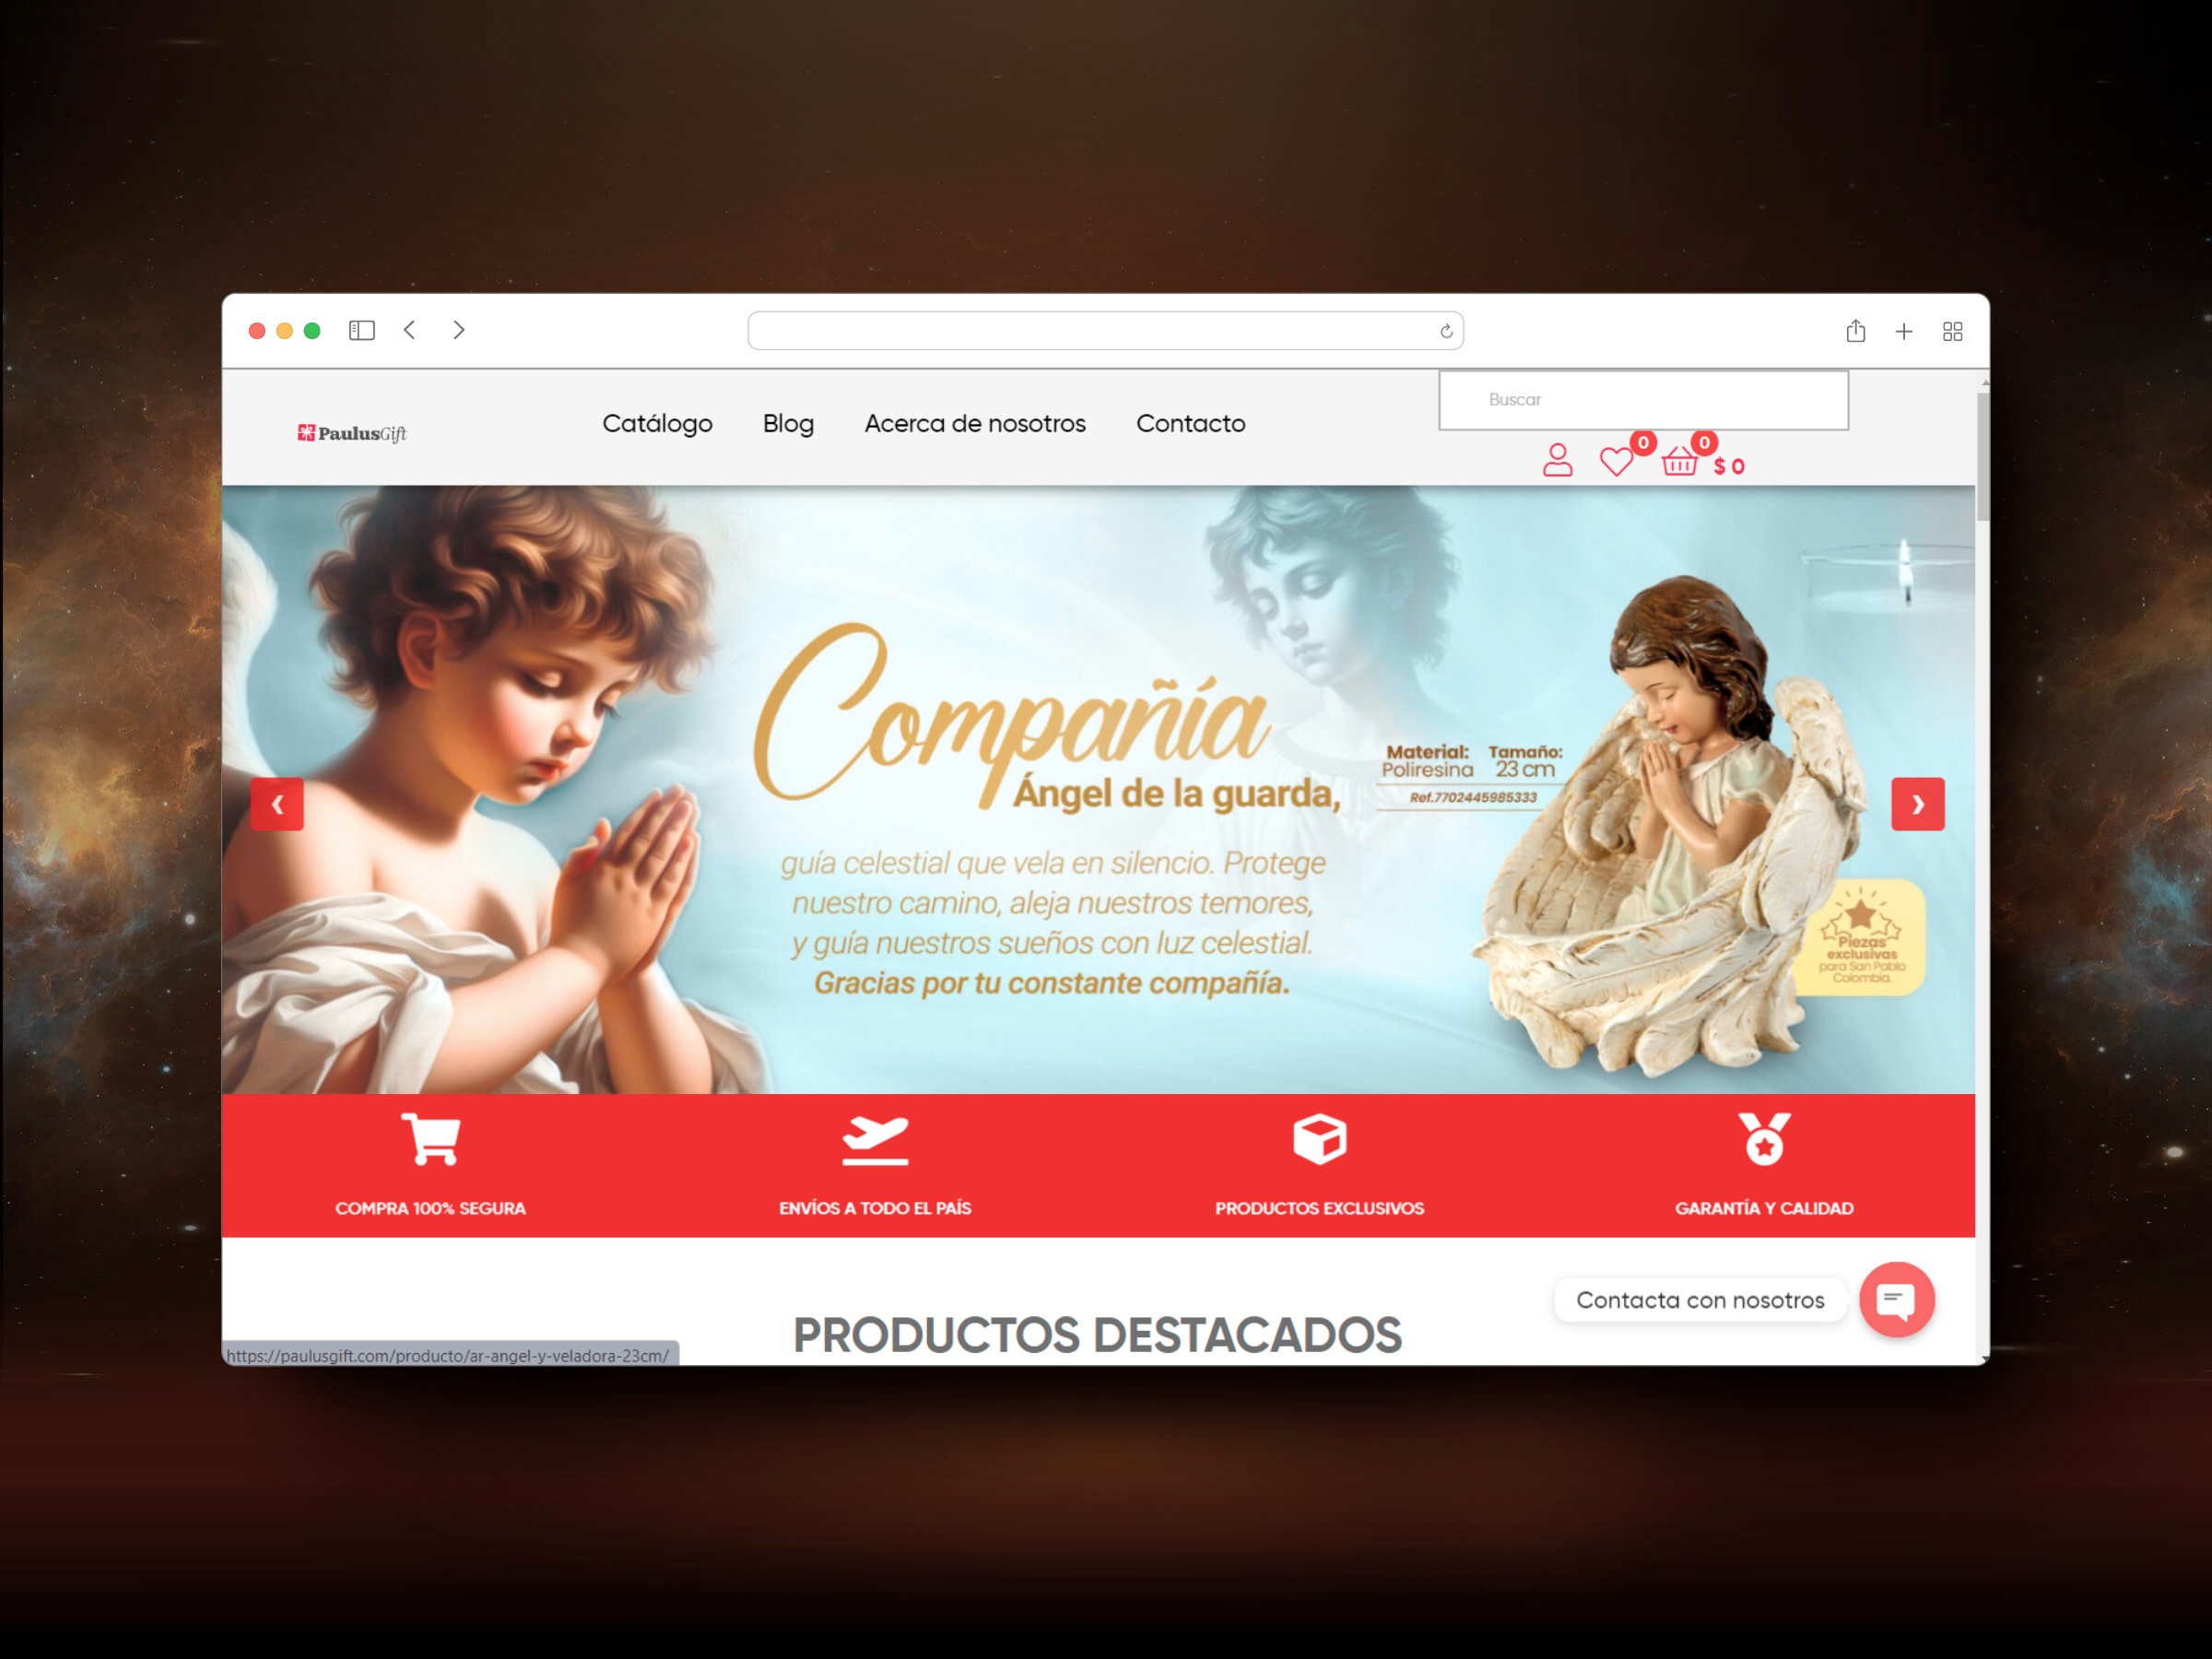 PaulusGift
Catálogo
Blog
Acerca de nosotros
Contacto
Buscar
0
0
$ 0
Compañía
Ángel de la guarda,
Material: Tamaño:
Poliresina 23 cm
Ref.7702445985333
guía celestial que vela en silencio. Protege
nuestro camino, aleja nuestros temores,
y guía nuestros sueños con luz celestial.
Gracias por tu constante compañía.
Piezas
exclusivas
para San Pablo
Colombia.
COMPRA 100% SEGURA
ENVÍOS A TODO EL PAÍS
PRODUCTOS EXCLUSIVOS
GARANTÍA Y CALIDAD
Contacta con nosotros
PRODUCTOS DESTACADOS
https://paulusgift.com/producto/ar-angel-y-veladora-23cm/